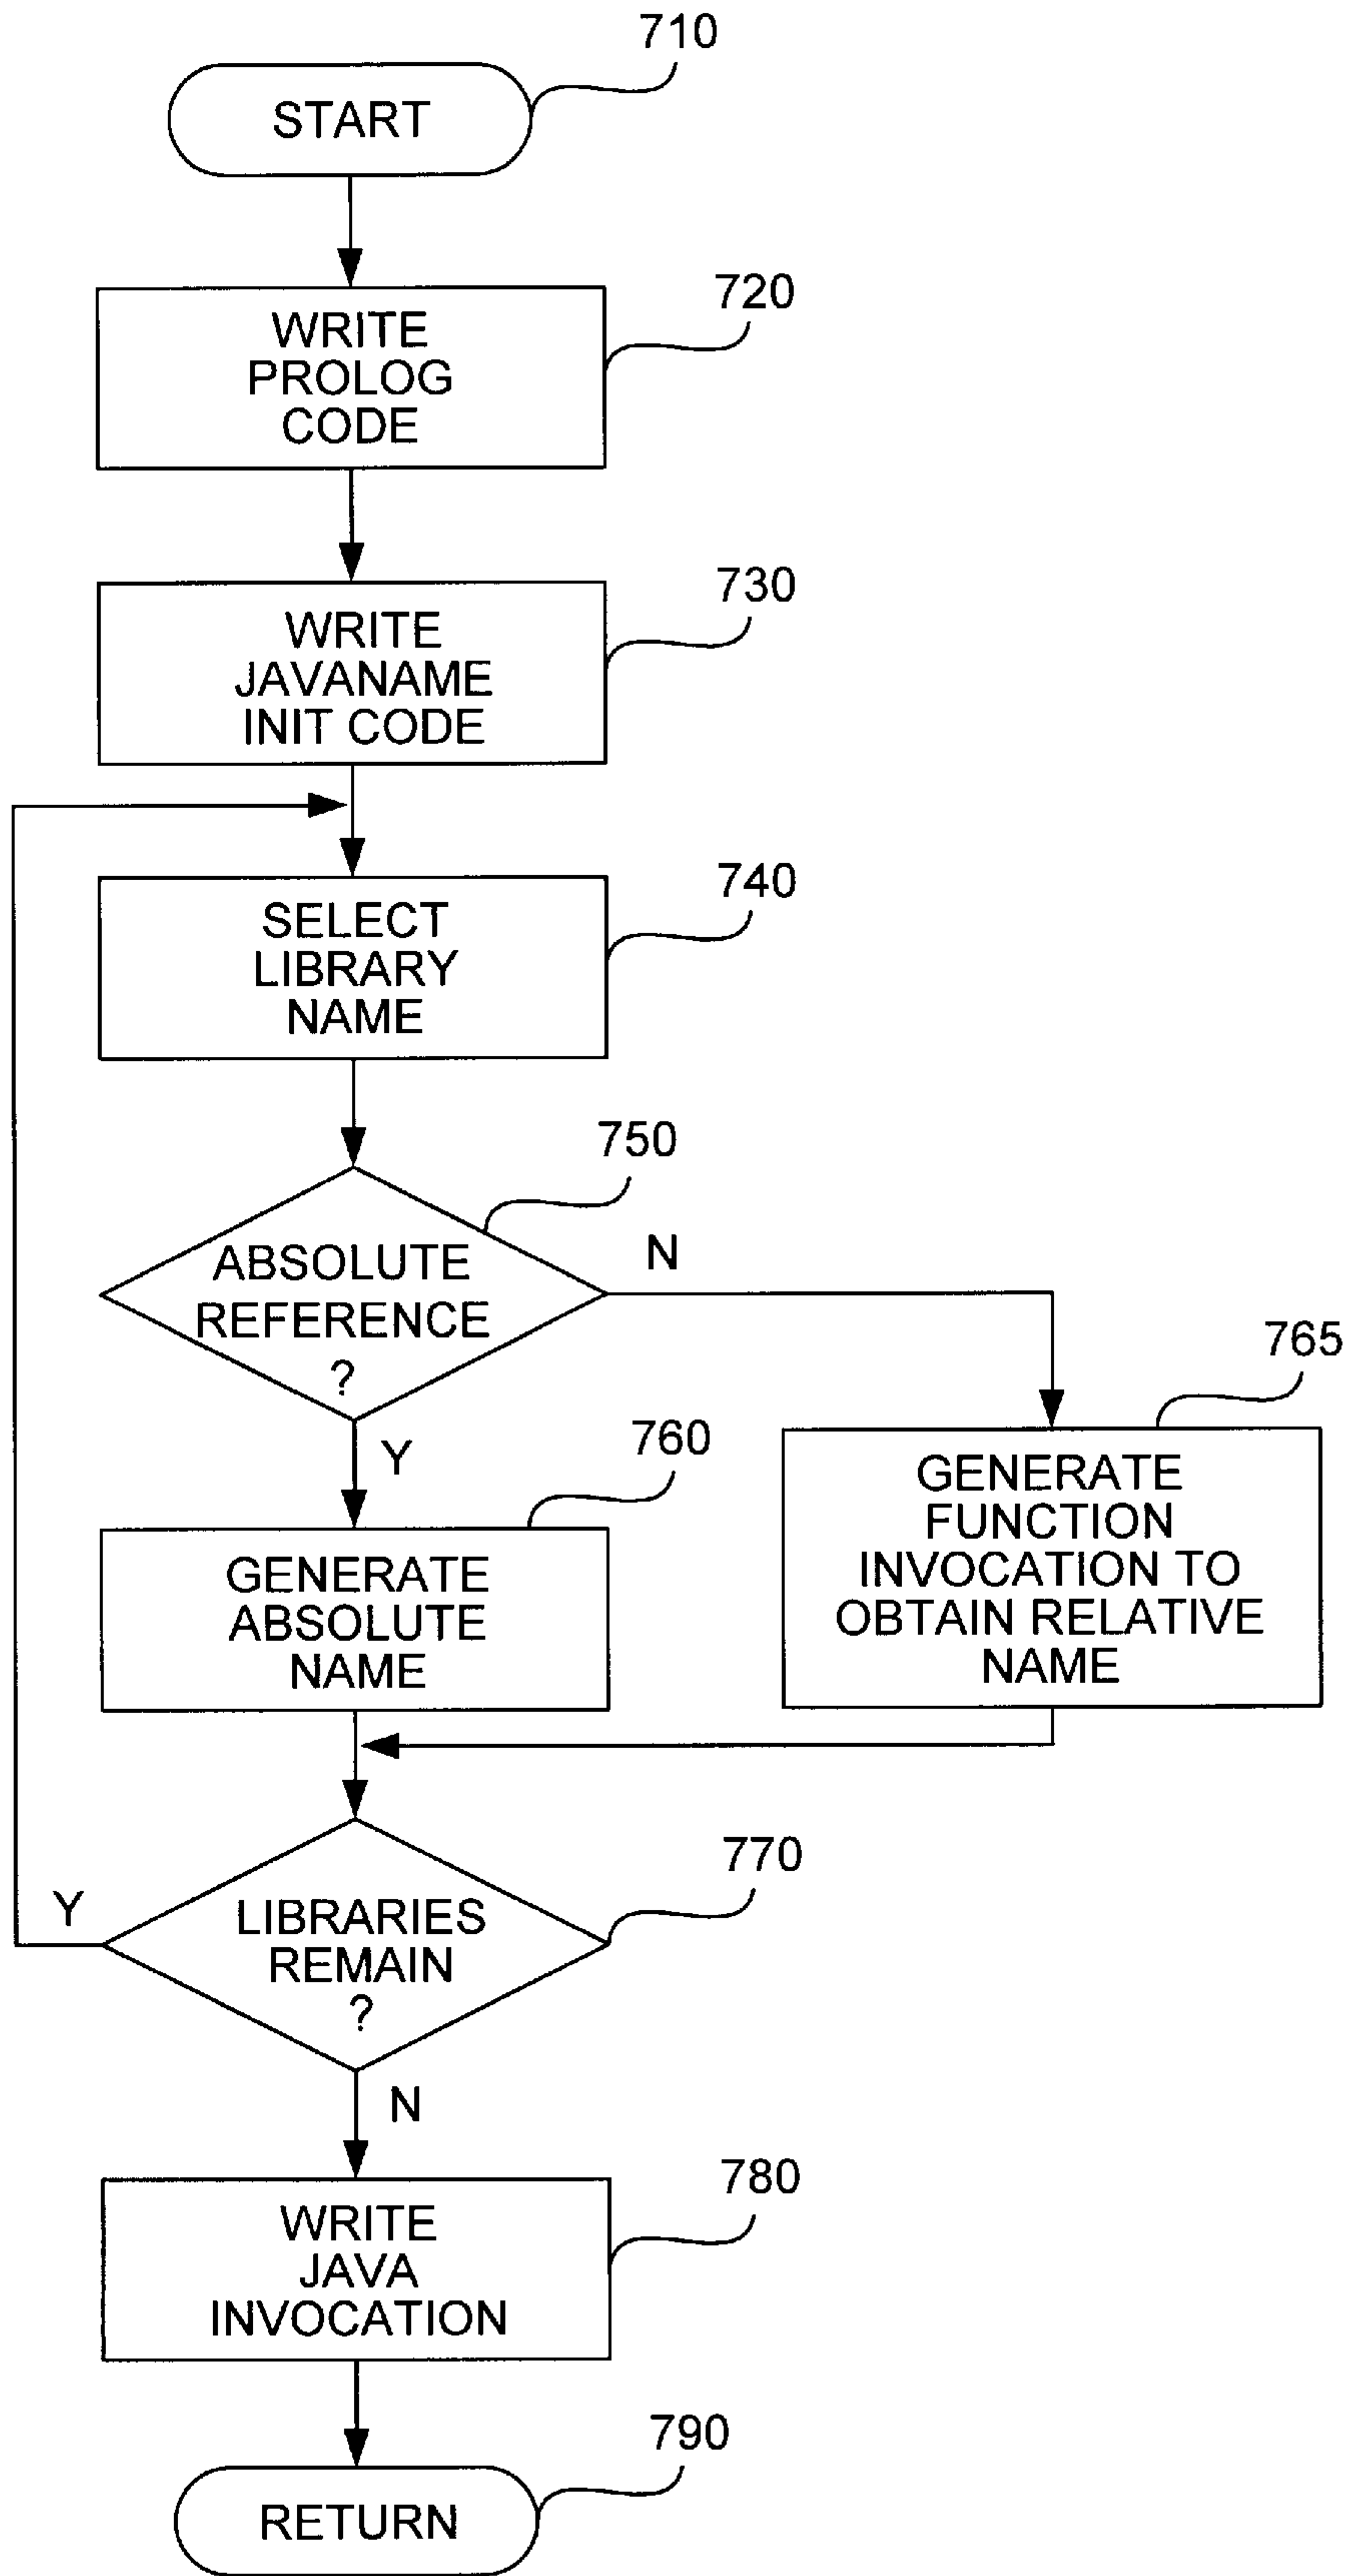 710
START
720
WRITE
PROLOG
CODE
730
WRITE
JAVANAME
INIT CODE
740
SELECT
LIBRARY
NAME
750
ABSOLUTE
REFERENCE
?
N
Y
765
GENERATE
FUNCTION
INVOCATION TO
OBTAIN RELATIVE
NAME
760
GENERATE
ABSOLUTE
NAME
770
LIBRARIES
REMAIN
?
Y
N
780
WRITE
JAVA
INVOCATION
790
RETURN